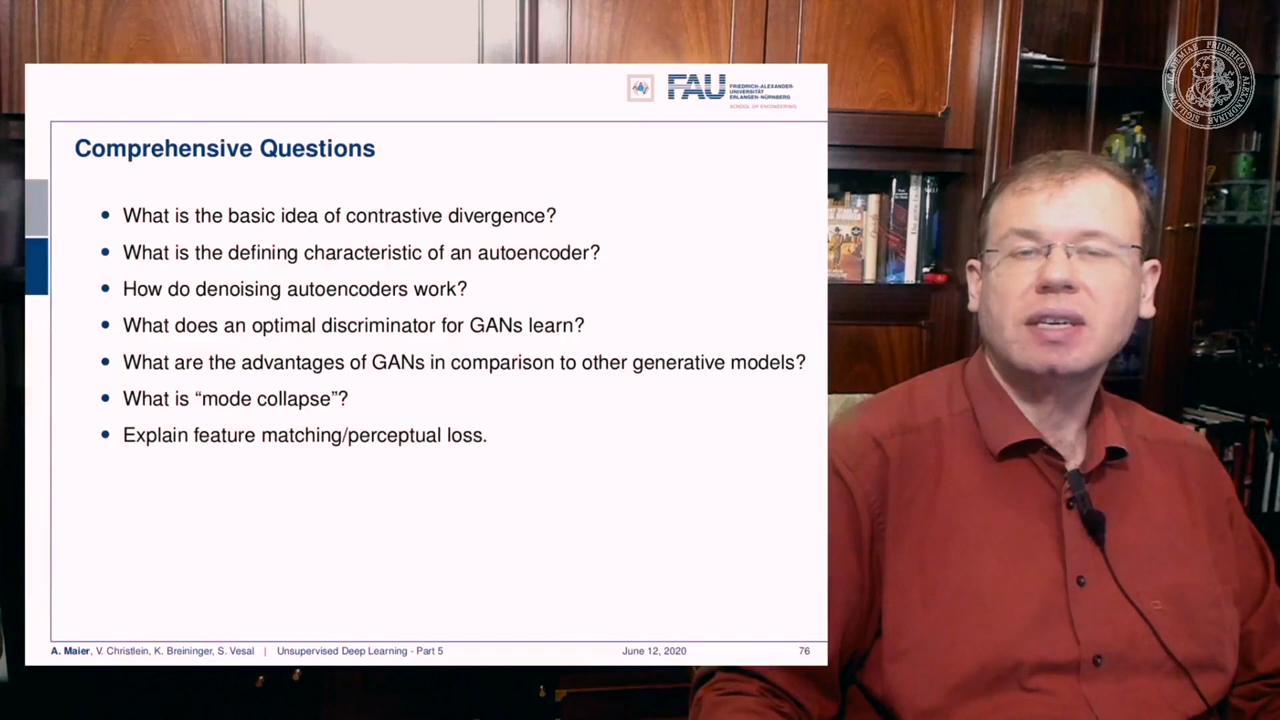 FAU
FRIEDRICH-ALEXANDER-
UNIVERSITÄT
ERLANGEN-NÜRNBERG
SCHOOL OF ENGINEERING
Comprehensive Questions
• What is the basic idea of contrastive divergence?
• What is the defining characteristic of an autoencoder?
• How do denoising autoencoders work?
• What does an optimal discriminator for GANs learn?
• What are the advantages of GANs in comparison to other generative models?
• What is “mode collapse”?
• Explain feature matching/perceptual loss.
A. Maier, V. Christlein, K. Breininger, S. Vesal | Unsupervised Deep Learning - Part 5 June 12, 2020 76